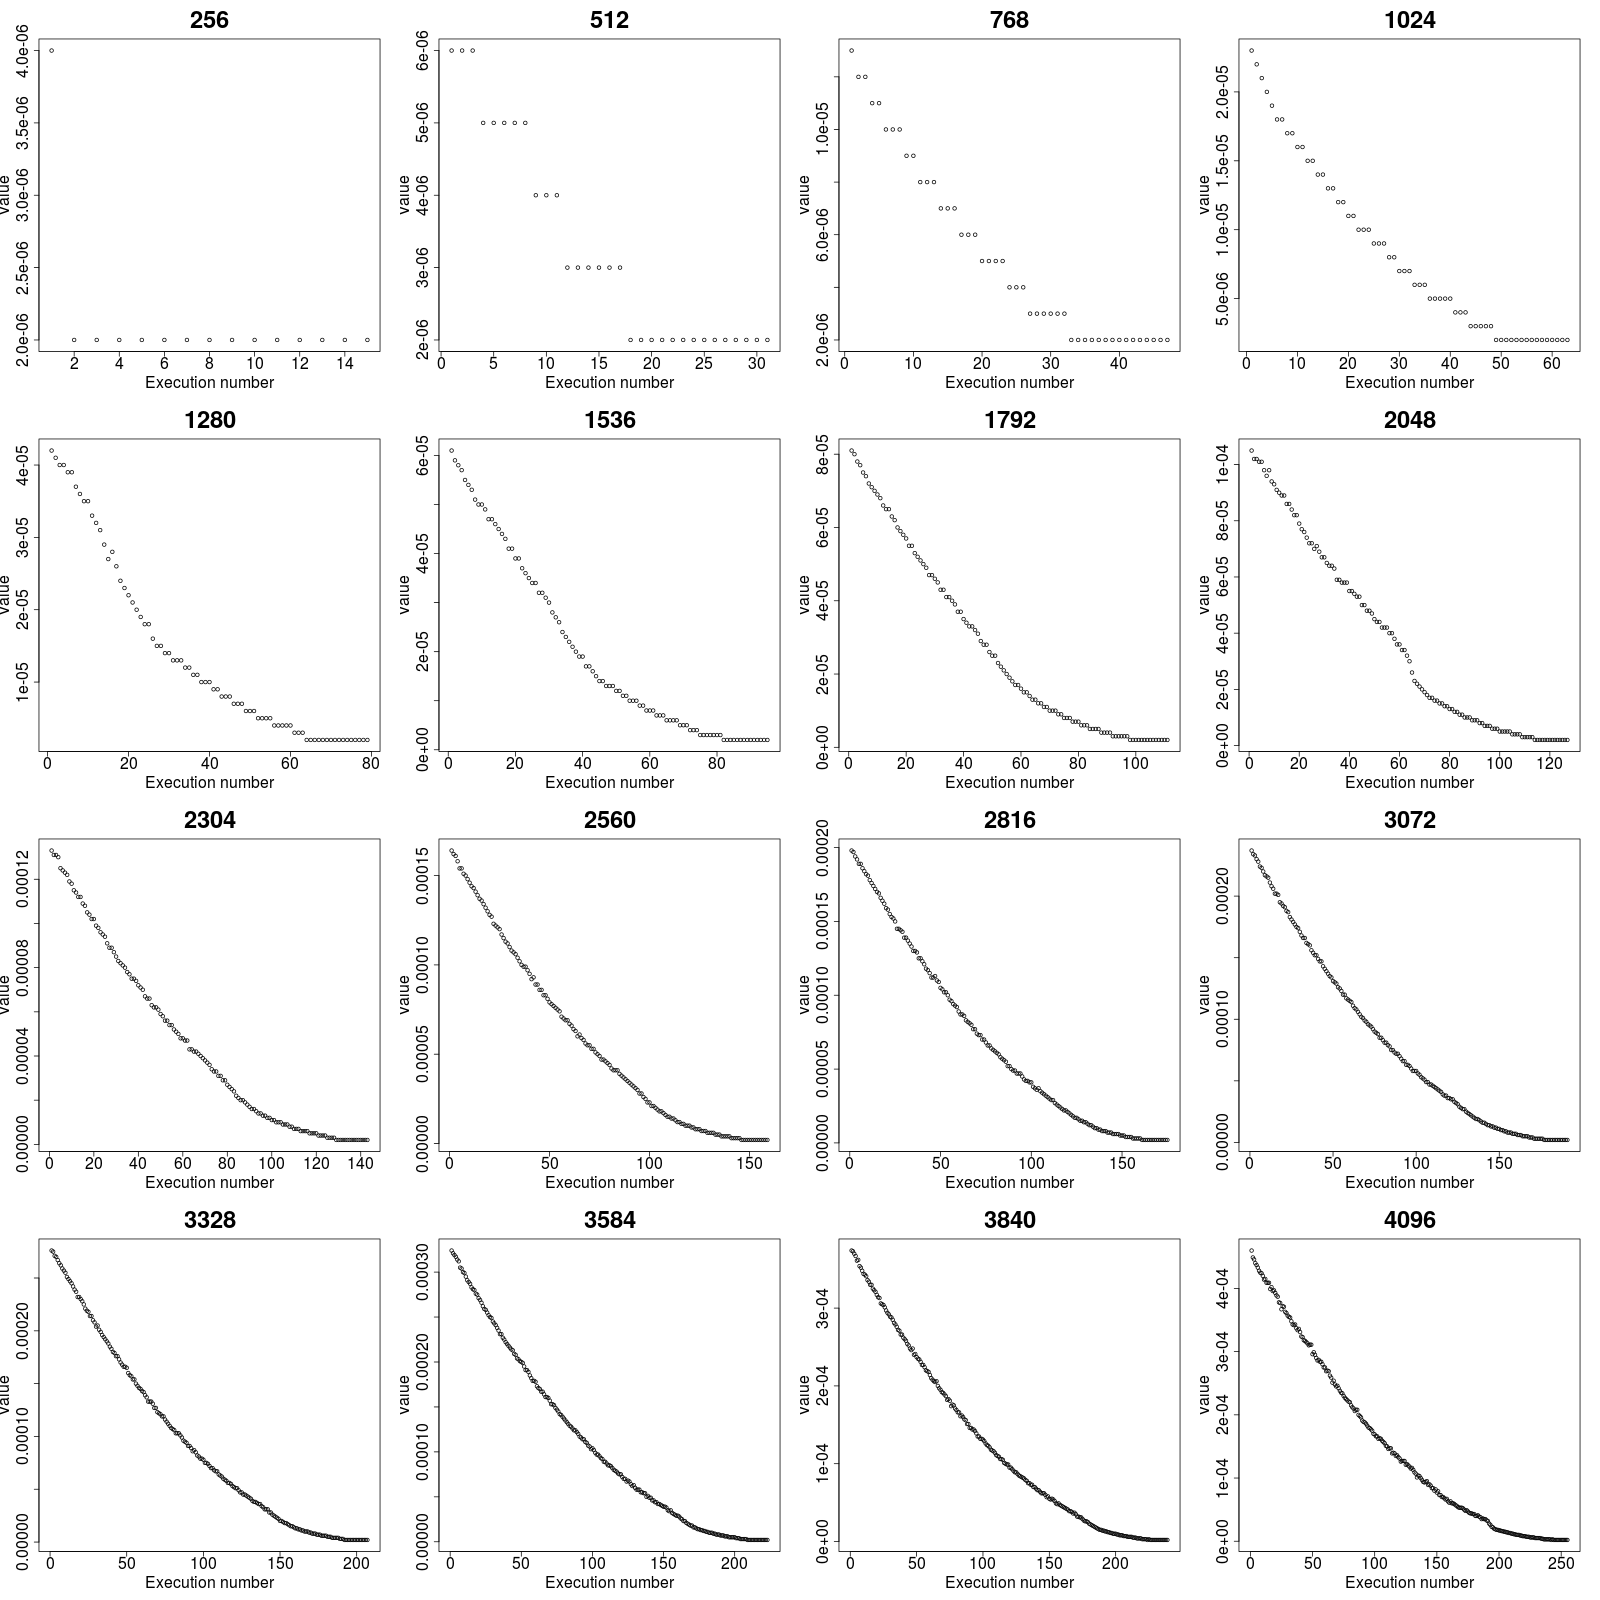 256
4.0e-06
3.5e-06
3.0e-06
2.5e-06
2.0e-06
value
2 4 6 8 10 12 14
Execution number
512
6e-06
5e-06
4e-06
3e-06
2e-06
value
0 5 10 15 20 25 30
Execution number
768
1.0e-05
6.0e-06
2.0e-06
value
0 10 20 30 40
Execution number
1024
2.0e-05
1.5e-05
1.0e-05
5.0e-06
value
0 10 20 30 40 50 60
Execution number
1280
4e-05
3e-05
2e-05
1e-05
value
0 20 40 60 80
Execution number
1536
6e-05
4e-05
2e-05
0e+00
value
0 20 40 60 80
Execution number
1792
8e-05
6e-05
4e-05
2e-05
0e+00
value
0 20 40 60 80 100
Execution number
2048
1e-04
8e-05
6e-05
4e-05
2e-05
0e+00
value
0 20 40 60 80 100 120
Execution number
2304
0.00012
0.00008
0.00004
0.00000
value
0 20 40 60 80 100 120 140
Execution number
2560
0.00015
0.00010
0.00005
0.00000
value
0 50 100 150
Execution number
2816
0.00020
0.00015
0.00010
0.00005
0.00000
value
0 50 100 150
Execution number
3072
0.00020
0.00010
0.00000
value
0 50 100 150
Execution number
3328
0.00020
0.00010
0.00000
value
0 50 100 150 200
Execution number
3584
0.00030
0.00020
0.00010
0.00000
value
0 50 100 150 200
Execution number
3840
3e-04
2e-04
1e-04
0e+00
value
0 50 100 150 200
Execution number
4096
4e-04
3e-04
2e-04
1e-04
0e+00
value
0 50 100 150 200 250
Execution number